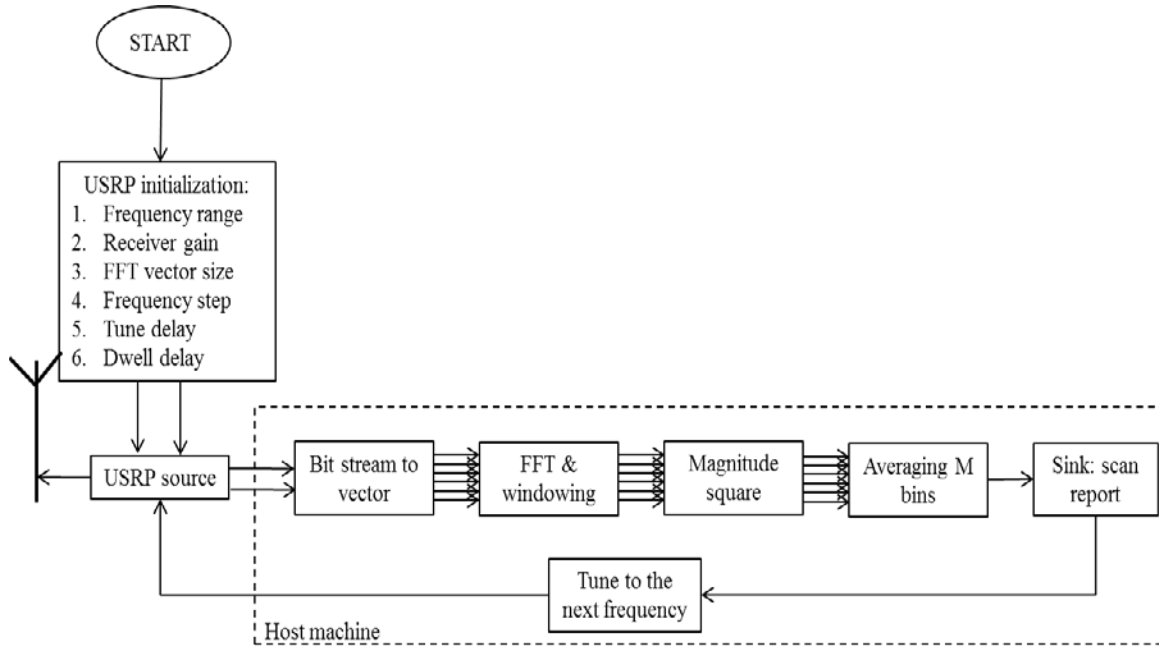 START
USRP initialization:
1. Frequency range
2. Receiver gain
3. FFT vector size
4. Frequency step
5. Tune delay
6. Dwell delay
USRP source
Bit stream to
vector
FFT &
windowing
Magnitude
square
Averaging M
bins
Sink: scan
report
Tune to the
next frequency
Host machine